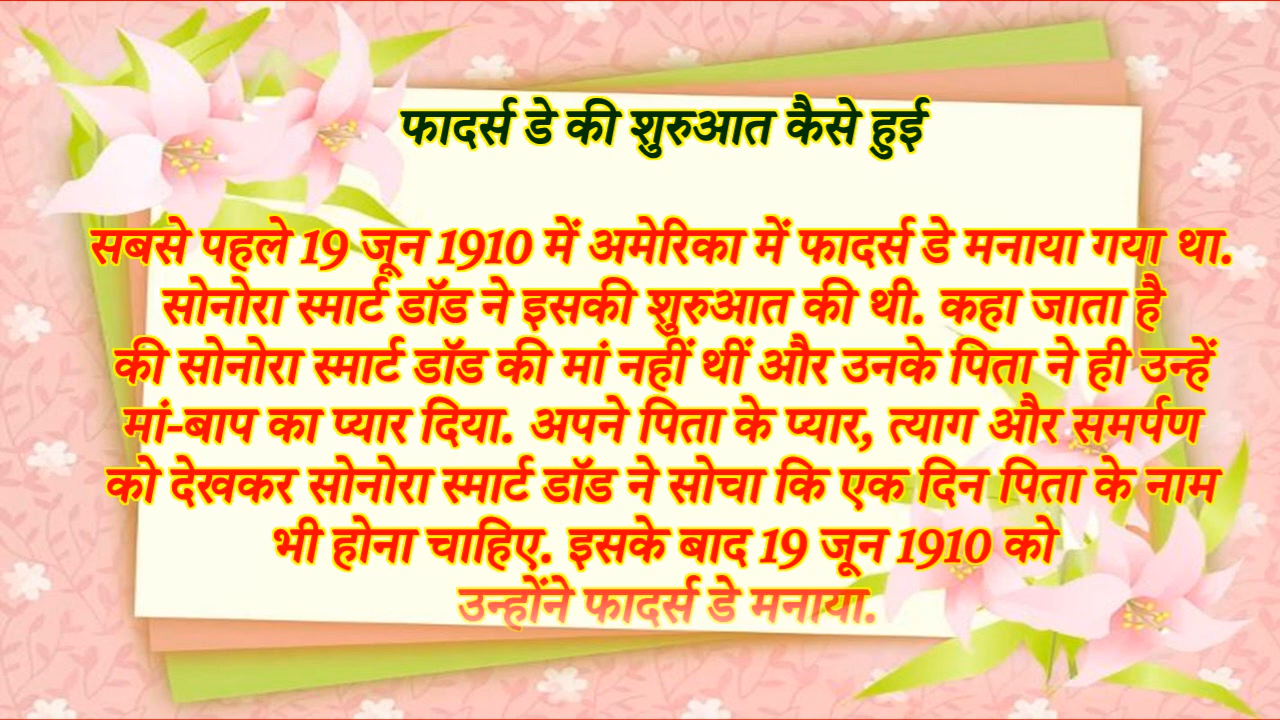 फादर्स डे की शुरुआत कैसे हुई
सबसे पहले 19 जून 1910 में अमेरिका में फादर्स डे मनाया गया था.
सोनोरा स्मार्ट डॉड ने इसकी शुरुआत की थी. कहा जाता है
की सोनोरा स्मार्ट डॉड की मां नहीं थीं और उनके पिता ने ही उन्हें
मां-बाप का प्यार दिया. अपने पिता के प्यार, त्याग और समर्पण
को देखकर सोनोरा स्मार्ट डॉड ने सोचा कि एक दिन पिता के नाम
भी होना चाहिए. इसके बाद 19 जून 1910 को
उन्होंने फादर्स डे मनाया.